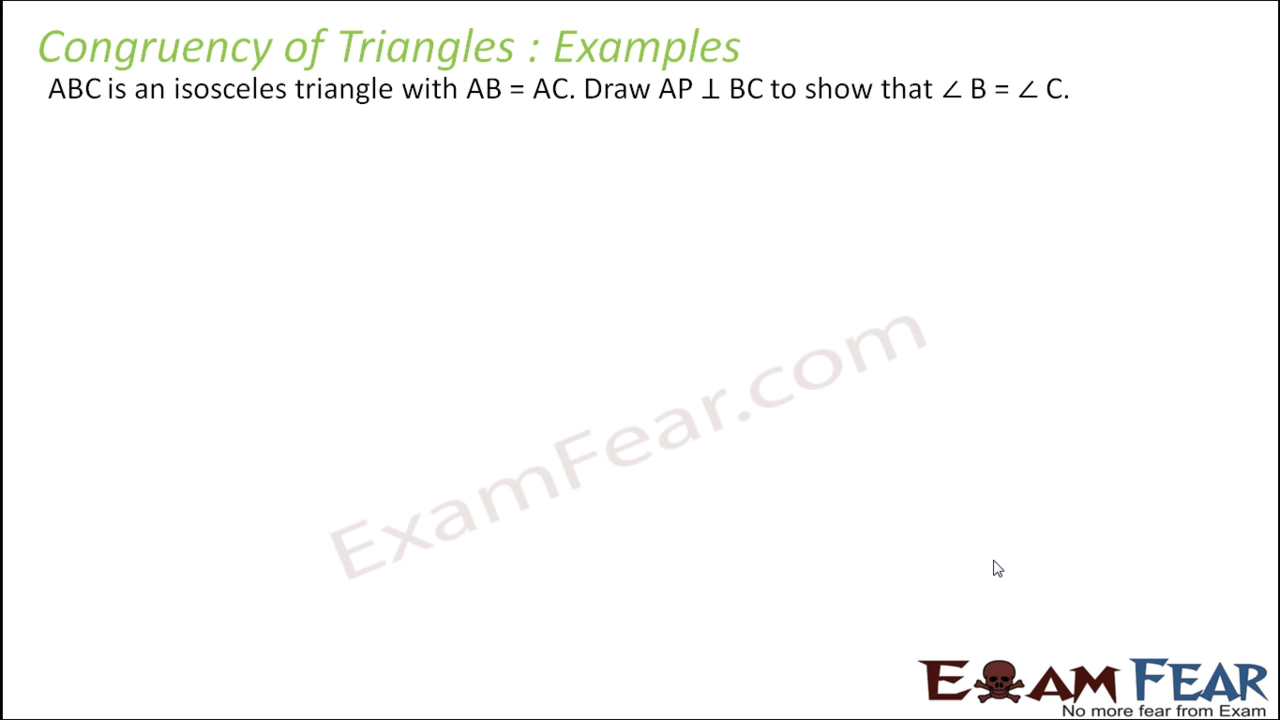 Congruency of Triangles : Examples
ABC is an isosceles triangle with AB = AC. Draw AP ⊥ BC to show that ∠ B = ∠ C.
ExamFear.com
EXAM FEAR
No more fear from Exam